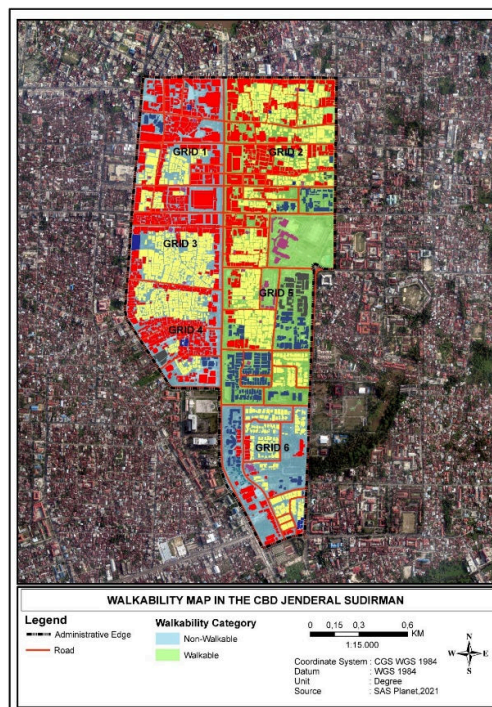 GRID 1
GRID 2
GRID 3
GRID 5
GRID 4
GRID 6
WALKABILITY MAP IN THE CBD JENDERAL SUDIRMAN
Legend
Administrative Edge
Road
Walkability Category
Non-Walkable
Walkable
0 0,15 0,3 0,6
KM
1:15.000
Coordinate System : CGS WGS 1984
Datum : WGS 1984
Unit : Degree
Source : SAS Planet,2021
N
W E
S